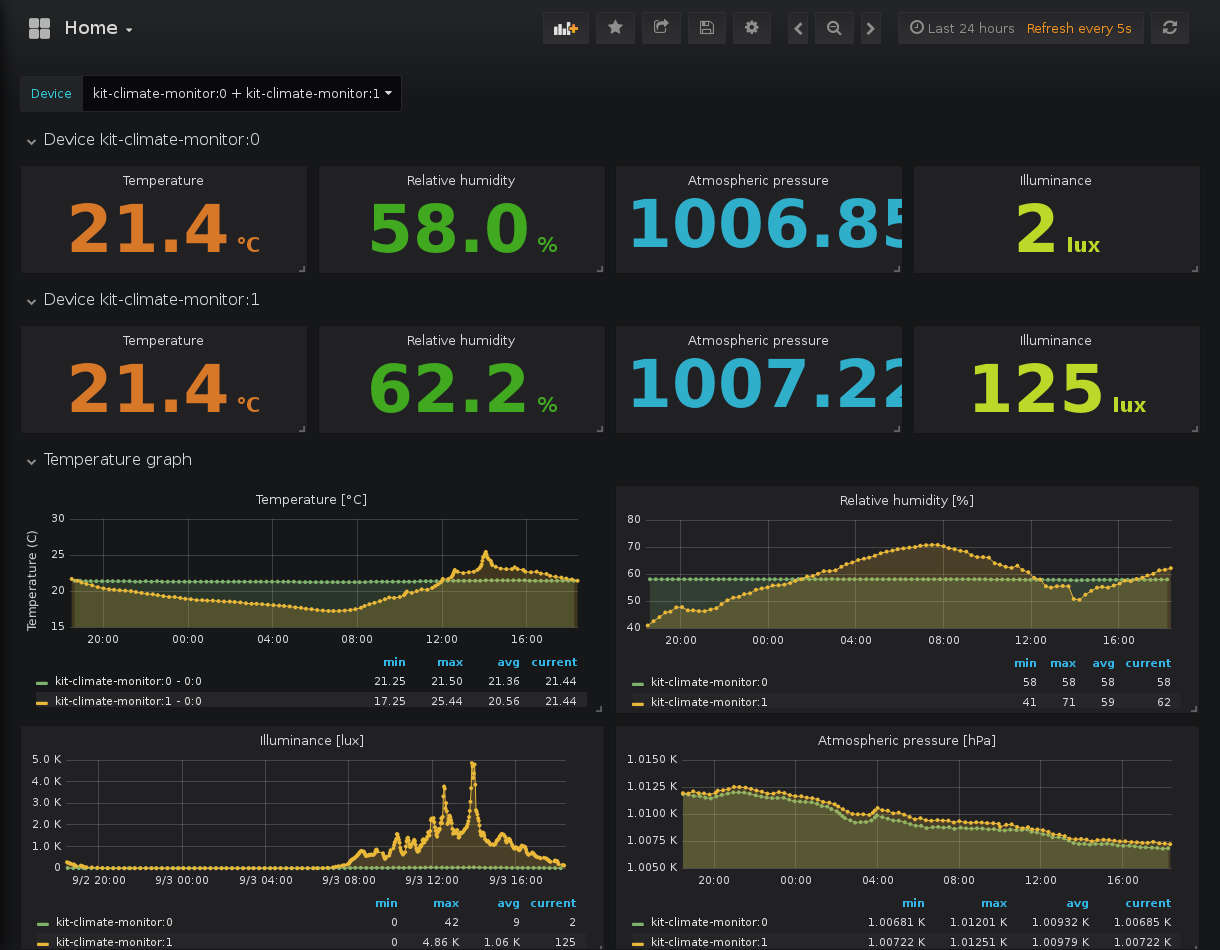 Home
Last 24 hours Refresh every 5s
Device kit-climate-monitor:0 + kit-climate-monitor:1
Device kit-climate-monitor:0
Temperature Relative humidity Atmospheric pressure Illuminance
21.4 °C 58.0 % 1006.85 2 lux
Device kit-climate-monitor:1
Temperature Relative humidity Atmospheric pressure Illuminance
21.4 °C 62.2 % 1007.22 125 lux
Temperature graph
Temperature [°C]
Temperature (C)
30
25
20
15
20:00 00:00 04:00 08:00 12:00 16:00
min max avg current
kit-climate-monitor:0 - 0:0 21.25 21.50 21.36 21.44
kit-climate-monitor:1 - 0:0 17.25 25.44 20.56 21.44
Relative humidity [%]
80
70
60
50
40
20:00 00:00 04:00 08:00 12:00 16:00
min max avg current
kit-climate-monitor:0 58 58 58 58
kit-climate-monitor:1 41 71 59 62
Illuminance [lux]
5.0 K
4.0 K
3.0 K
2.0 K
1.0 K
0
9/2 20:00 9/3 00:00 9/3 04:00 9/3 08:00 9/3 12:00 9/3 16:00
min max avg current
kit-climate-monitor:0 0 42 9 2
kit-climate-monitor:1 0 4.86 K 1.06 K 125
Atmospheric pressure [hPa]
1.0150 K
1.0125 K
1.0100 K
1.0075 K
1.0050 K
20:00 00:00 04:00 08:00 12:00 16:00
min max avg current
kit-climate-monitor:0 1.00681 K 1.01201 K 1.00932 K 1.00685 K
kit-climate-monitor:1 1.00722 K 1.01251 K 1.00979 K 1.00722 K